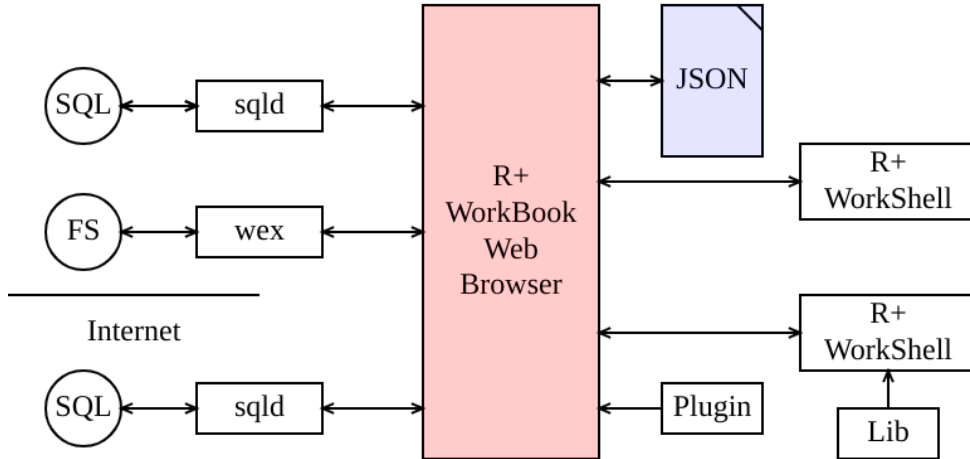 SQL
sqld
FS
wex
Internet
SQL
sqld
R+
WorkBook
Web
Browser
JSON
R+
WorkShell
R+
WorkShell
Plugin
Lib